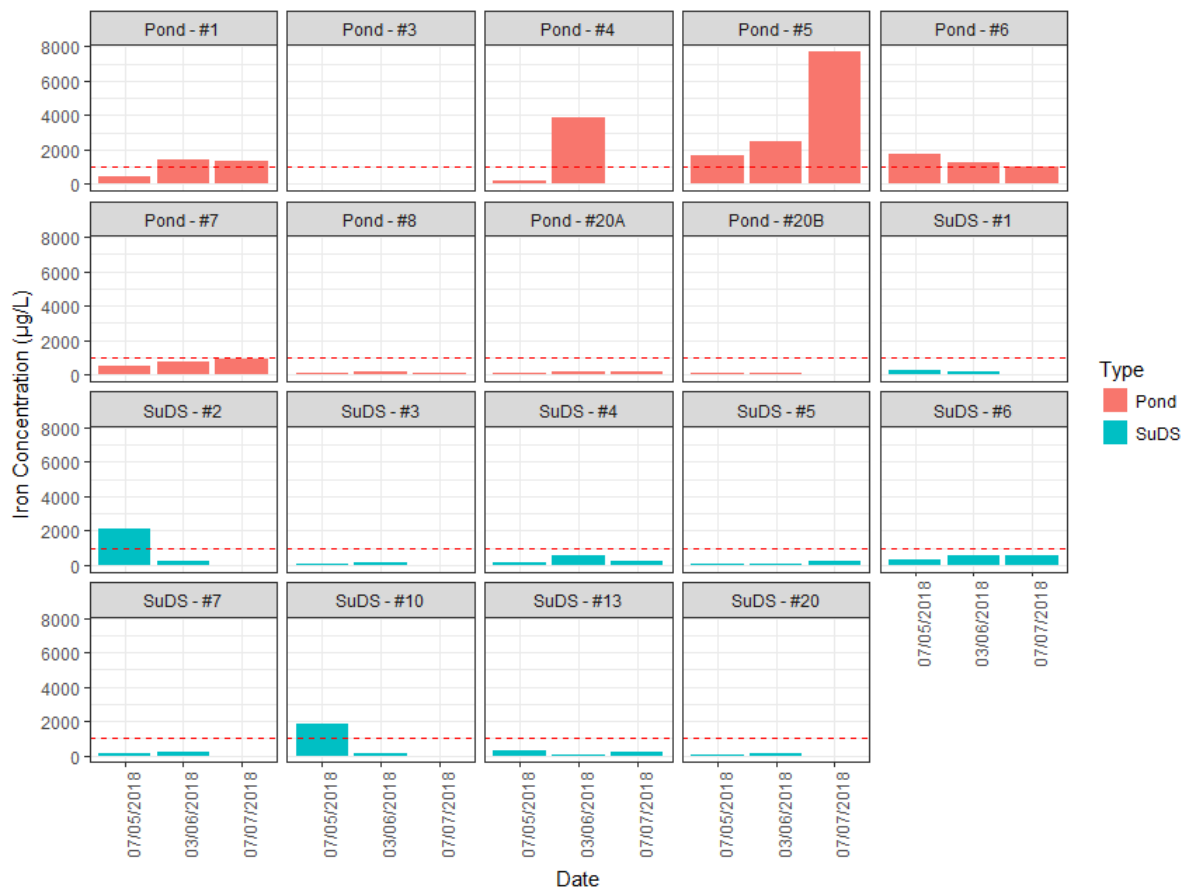 Pond - #1 Pond - #3 Pond - #4 Pond - #5 Pond - #6
8000
6000
4000
2000
0
Pond - #7 Pond - #8 Pond - #20A Pond - #20B SuDS - #1
8000
6000
4000
2000
0
SuDS - #2 SuDS - #3 SuDS - #4 SuDS - #5 SuDS - #6
8000
6000
4000
2000
0
07/05/2018 03/06/2018 07/07/2018
SuDS - #7 SuDS - #10 SuDS - #13 SuDS - #20
8000
6000
4000
2000
0
07/05/2018 03/06/2018 07/07/2018 07/05/2018 03/06/2018 07/07/2018 07/05/2018 03/06/2018 07/07/2018 07/05/2018 03/06/2018 07/07/2018
Date
Iron Concentration (µg/L)
Type
Pond
SuDS